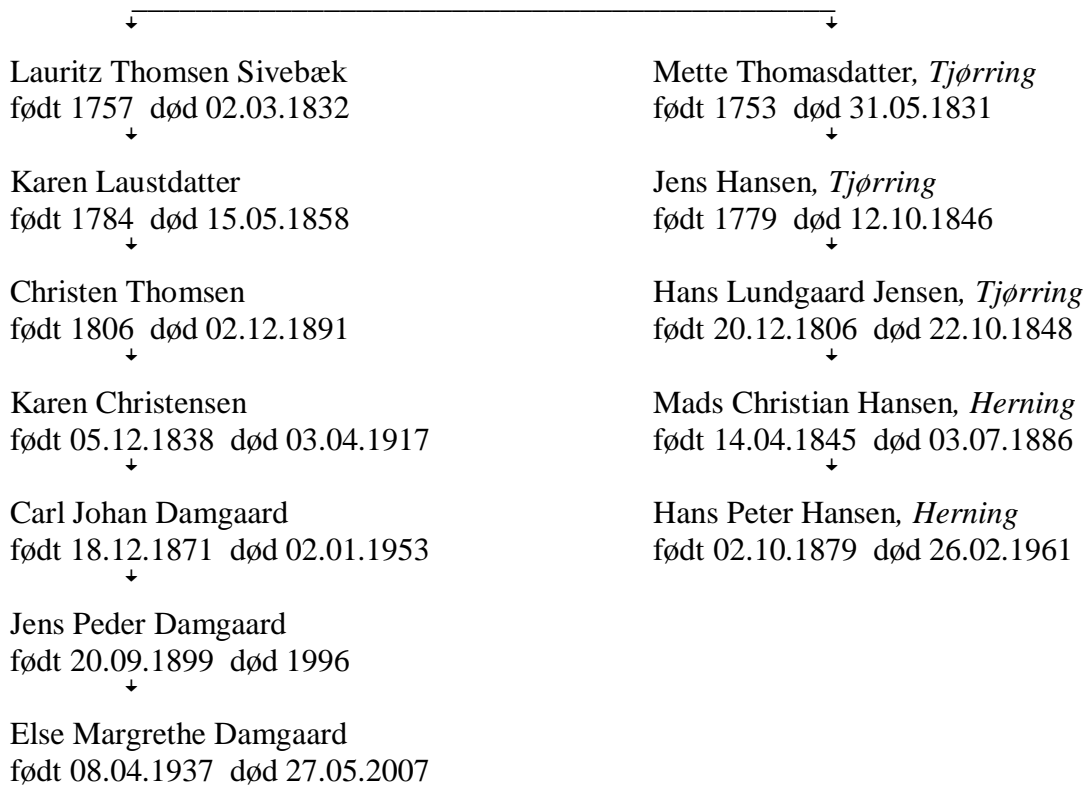 Lauritz Thomsen Sivebæk
født 1757 død 02.03.1832
Karen Laustdatter
født 1784 død 15.05.1858
Christen Thomsen
født 1806 død 02.12.1891
Karen Christensen
født 05.12.1838 død 03.04.1917
Carl Johan Damgaard
født 18.12.1871 død 02.01.1953
Jens Peder Damgaard
født 20.09.1899 død 1996
Else Margrethe Damgaard
født 08.04.1937 død 27.05.2007
Mette Thomasdatter, Tjørring
født 1753 død 31.05.1831
Jens Hansen, Tjørring
født 1779 død 12.10.1846
Hans Lundgaard Jensen, Tjørring
født 20.12.1806 død 22.10.1848
Mads Christian Hansen, Herning
født 14.04.1845 død 03.07.1886
Hans Peter Hansen, Herning
født 02.10.1879 død 26.02.1961